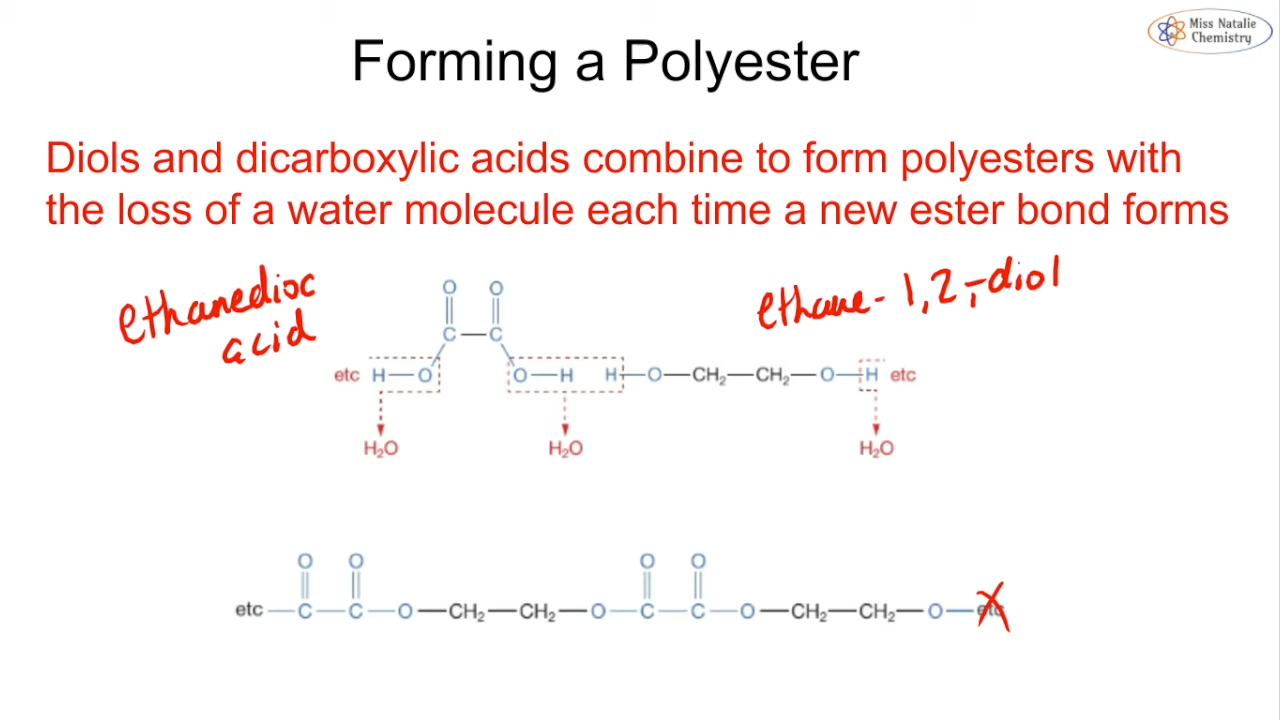 Miss Natalie
Chemistry
Forming a Polyester
Diols and dicarboxylic acids combine to form polyesters with
the loss of a water molecule each time a new ester bond forms
ethanedioc
acid
ethane-1,2,-diol
O O
C—C
etc H—O O—H H—O—CH₂—CH₂—O—H etc
H₂O H₂O H₂O
O O O O
etc—C—C—O—CH₂—CH₂—O—C—C—O—CH₂—CH₂—O—etc